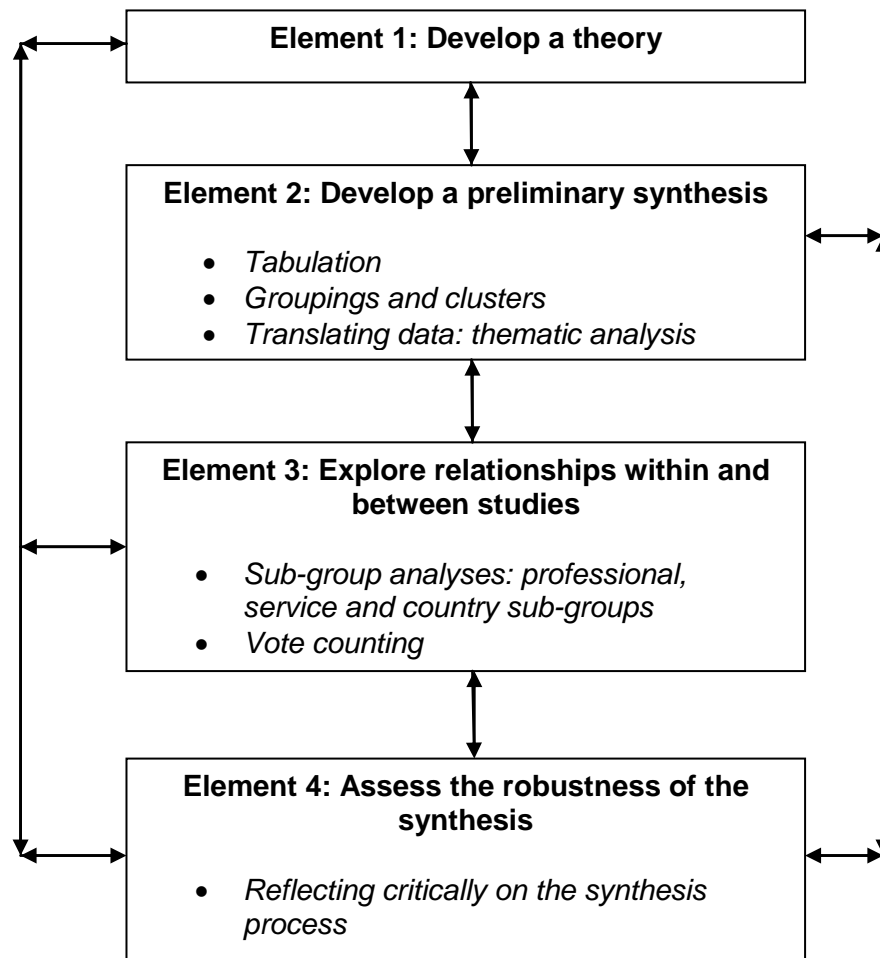 Element 1: Develop a theory
Element 2: Develop a preliminary synthesis
• Tabulation
• Groupings and clusters
• Translating data: thematic analysis
Element 3: Explore relationships within and
between studies
• Sub-group analyses: professional,
service and country sub-groups
• Vote counting
Element 4: Assess the robustness of the
synthesis
• Reflecting critically on the synthesis
process